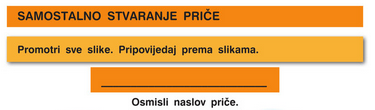 SAMOSTALNO STVARANJE PRIČE
Promotri sve slike. Pripovijedaj prema slikama.
Osmisli naslov priče.